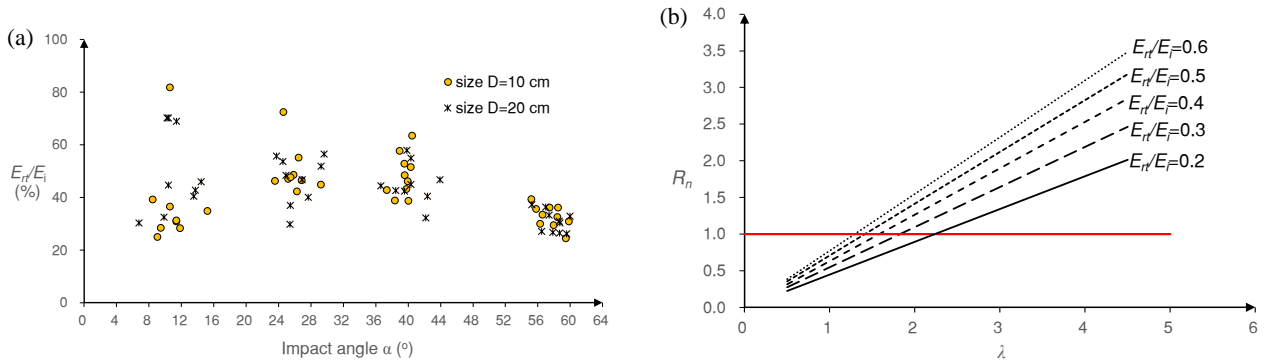 (a)
100
80
60
40
20
0
E_rt/E_i
(%)
size D=10 cm
size D=20 cm
0 4 8 12 16 20 24 28 32 36 40 44 48 52 56 60 64
Impact angle α (º)
(b)
4.0
3.5
3.0
2.5
2.0
1.5
1.0
0.5
0.0
R_n
E_rt/E_i=0.6
E_rt/E_i=0.5
E_rt/E_i=0.4
E_rt/E_i=0.3
E_rt/E_i=0.2
0 1 2 3 4 5 6
λ